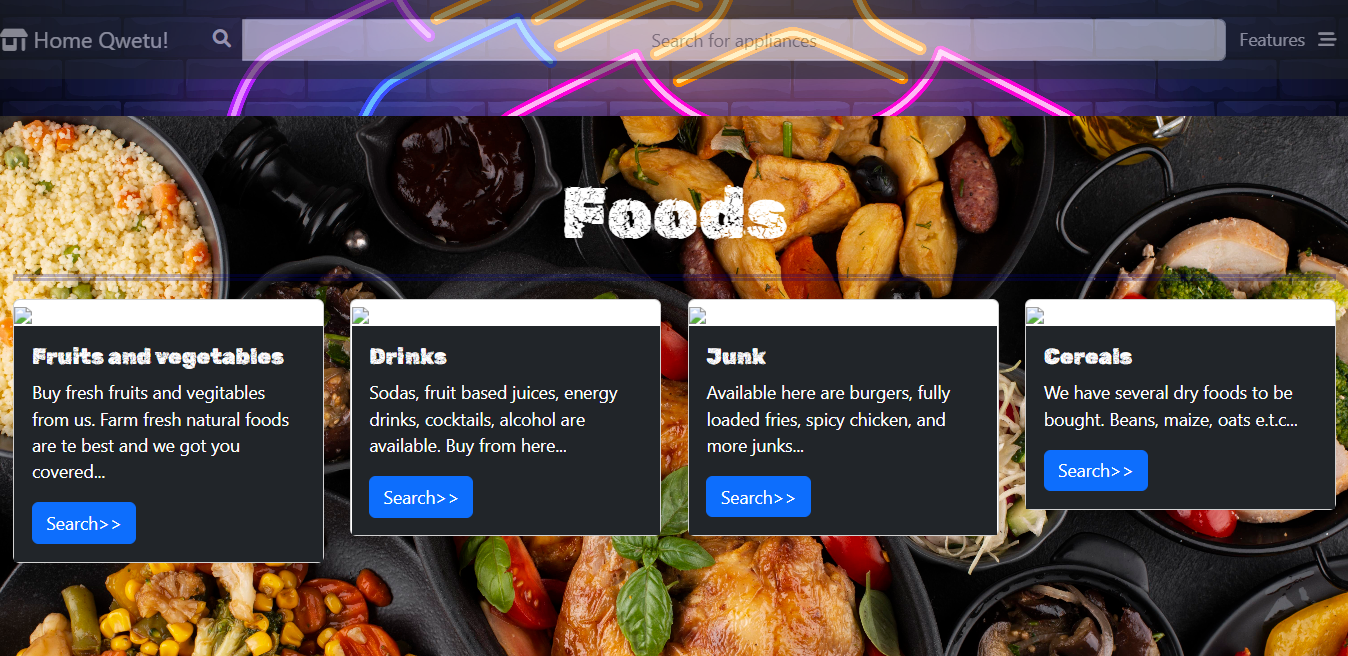 Home Qwetu!
Search for appliances
Features
Foods
Fruits and vegetables
Buy fresh fruits and vegitables
from us. Farm fresh natural foods
are te best and we got you
covered...
Search>>
Drinks
Sodas, fruit based juices, energy
drinks, cocktails, alcohol are
available. Buy from here...
Search>>
Junk
Available here are burgers, fully
loaded fries, spicy chicken, and
more junks...
Search>>
Cereals
We have several dry foods to be
bought. Beans, maize, oats e.t.c...
Search>>